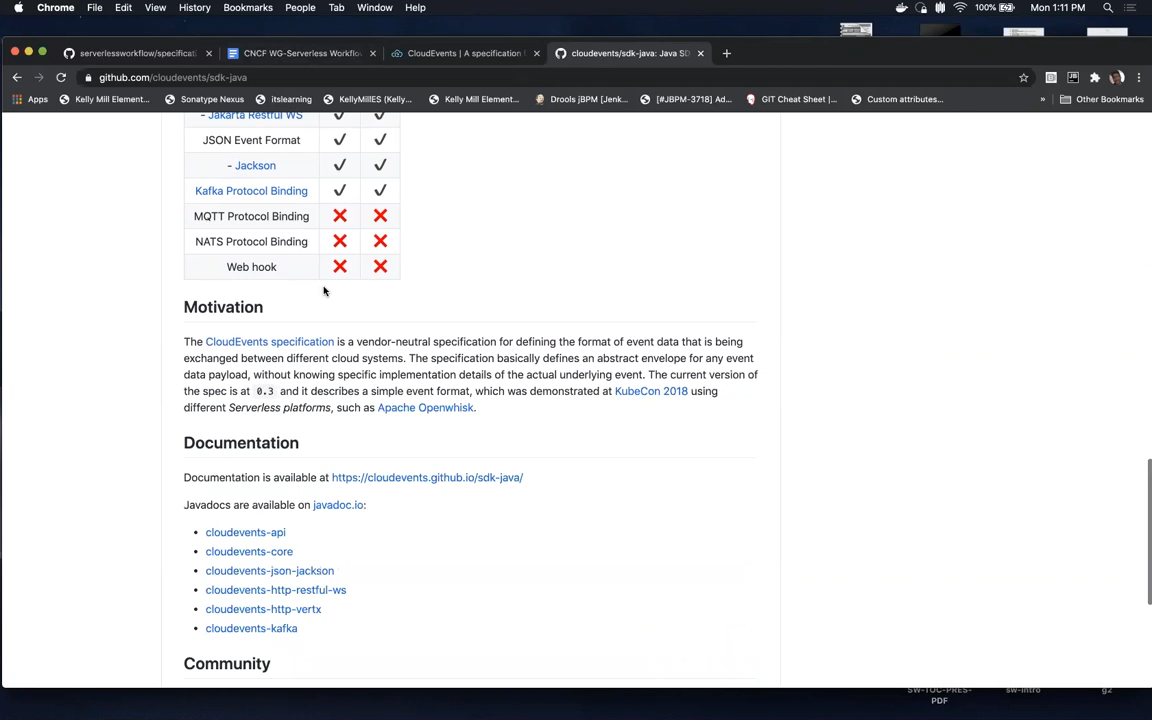 Chrome File Edit View History Bookmarks People Tab Window Help 100% Mon 1:11 PM
serverlessworkflow/specificati × CNCF WG-Serverless Workflow × CloudEvents | A specification × cloudevents/sdk-java: Java SD × +
github.com/cloudevents/sdk-java
Apps Kelly Mill Element... Sonatype Nexus itslearning KellyMillES (Kelly... Kelly Mill Element... Drools jBPM [Jenk... [#JBPM-3718] Ad... GIT Cheat Sheet |... Custom attributes... » Other Bookmarks
- Jakarta Restful WS ✔ ✔
JSON Event Format ✔ ✔
- Jackson ✔ ✔
Kafka Protocol Binding ✔ ✔
MQTT Protocol Binding ❌ ❌
NATS Protocol Binding ❌ ❌
Web hook ❌ ❌
Motivation
The CloudEvents specification is a vendor-neutral specification for defining the format of event data that is being
exchanged between different cloud systems. The specification basically defines an abstract envelope for any event
data payload, without knowing specific implementation details of the actual underlying event. The current version of
the spec is at 0.3 and it describes a simple event format, which was demonstrated at KubeCon 2018 using
different Serverless platforms, such as Apache Openwhisk.
Documentation
Documentation is available at https://cloudevents.github.io/sdk-java/
Javadocs are available on javadoc.io:
• cloudevents-api
• cloudevents-core
• cloudevents-json-jackson
• cloudevents-http-restful-ws
• cloudevents-http-vertx
• cloudevents-kafka
Community
SW-TOC-PRES-
PDF
sw-intro
g2